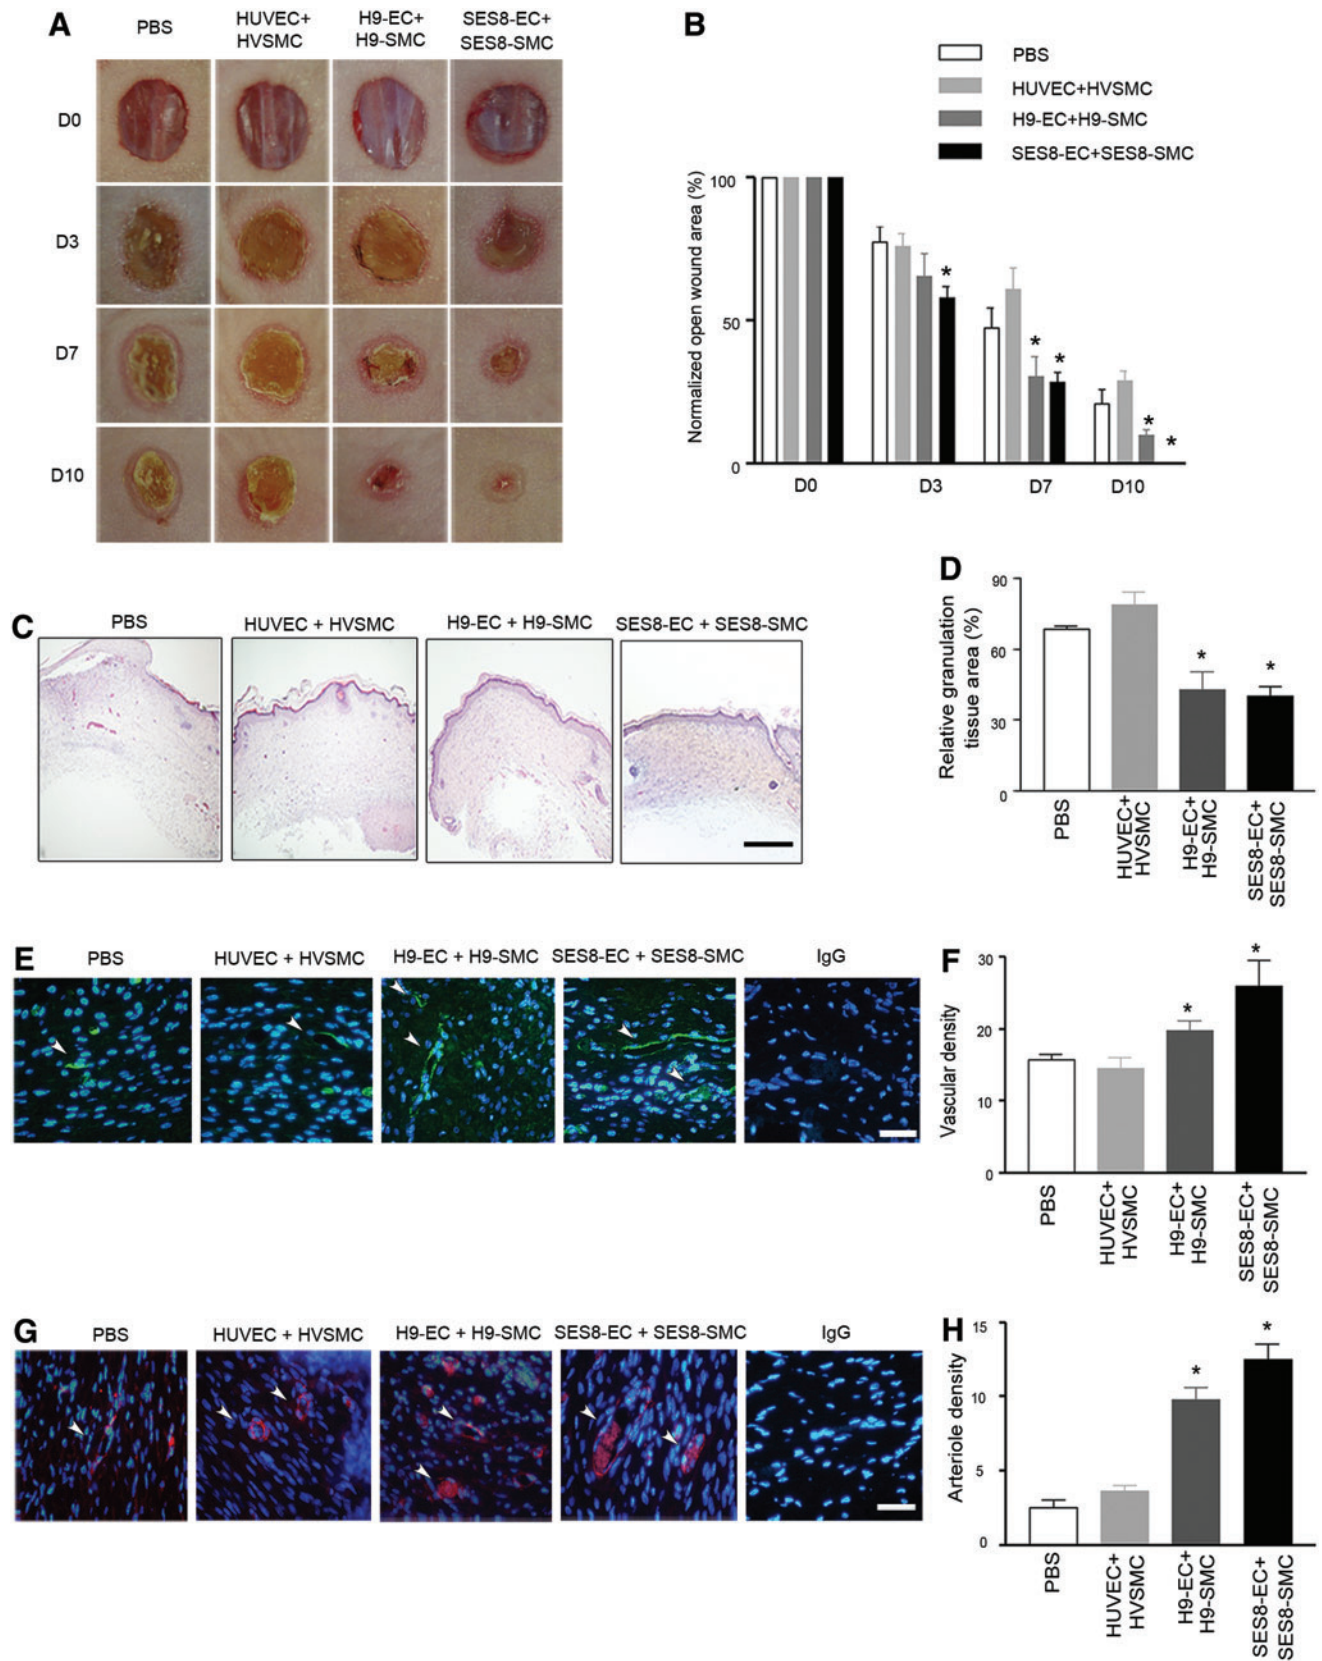 A
PBS
HUVEC+
HVSMC
H9-EC+
H9-SMC
SES8-EC+
SES8-SMC
D0
D3
D7
D10
B
PBS
HUVEC+HVSMC
H9-EC+H9-SMC
SES8-EC+SES8-SMC
Normalized open wound area (%)
100
50
0
*
*
*
*
*
D0
D3
D7
D10
C
PBS
HUVEC + HVSMC
H9-EC + H9-SMC
SES8-EC + SES8-SMC
D
Relative granulation
tissue area (%)
90
60
30
0
*
*
PBS
HUVEC+
HVSMC
H9-EC+
H9-SMC
SES8-EC+
SES8-SMC
E
PBS
HUVEC + HVSMC
H9-EC + H9-SMC
SES8-EC + SES8-SMC
IgG
F
Vascular density
30
20
10
0
*
*
PBS
HUVEC+
HVSMC
H9-EC+
H9-SMC
SES8-EC+
SES8-SMC
G
PBS
HUVEC + HVSMC
H9-EC + H9-SMC
SES8-EC + SES8-SMC
IgG
H
Arteriole density
15
10
5
0
*
*
PBS
HUVEC+
HVSMC
H9-EC+
H9-SMC
SES8-EC+
SES8-SMC